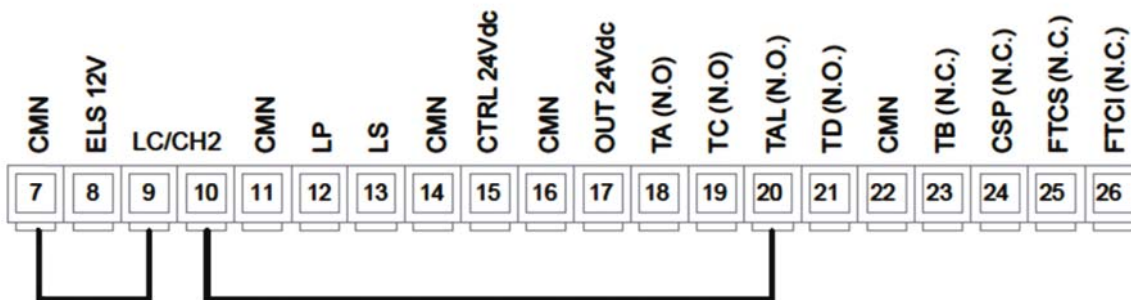 CMN
ELS 12V
LC/CH2
CMN
LP
LS
CMN
CTRL 24Vdc
CMN
OUT 24Vdc
TA (N.O)
TC (N.O)
TAL (N.O.)
TD (N.O.)
CMN
TB (N.C.)
CSP (N.C.)
FTCS (N.C.)
FTCI (N.C.)
7 8 9 10 11 12 13 14 15 16 17 18 19 20 21 22 23 24 25 26